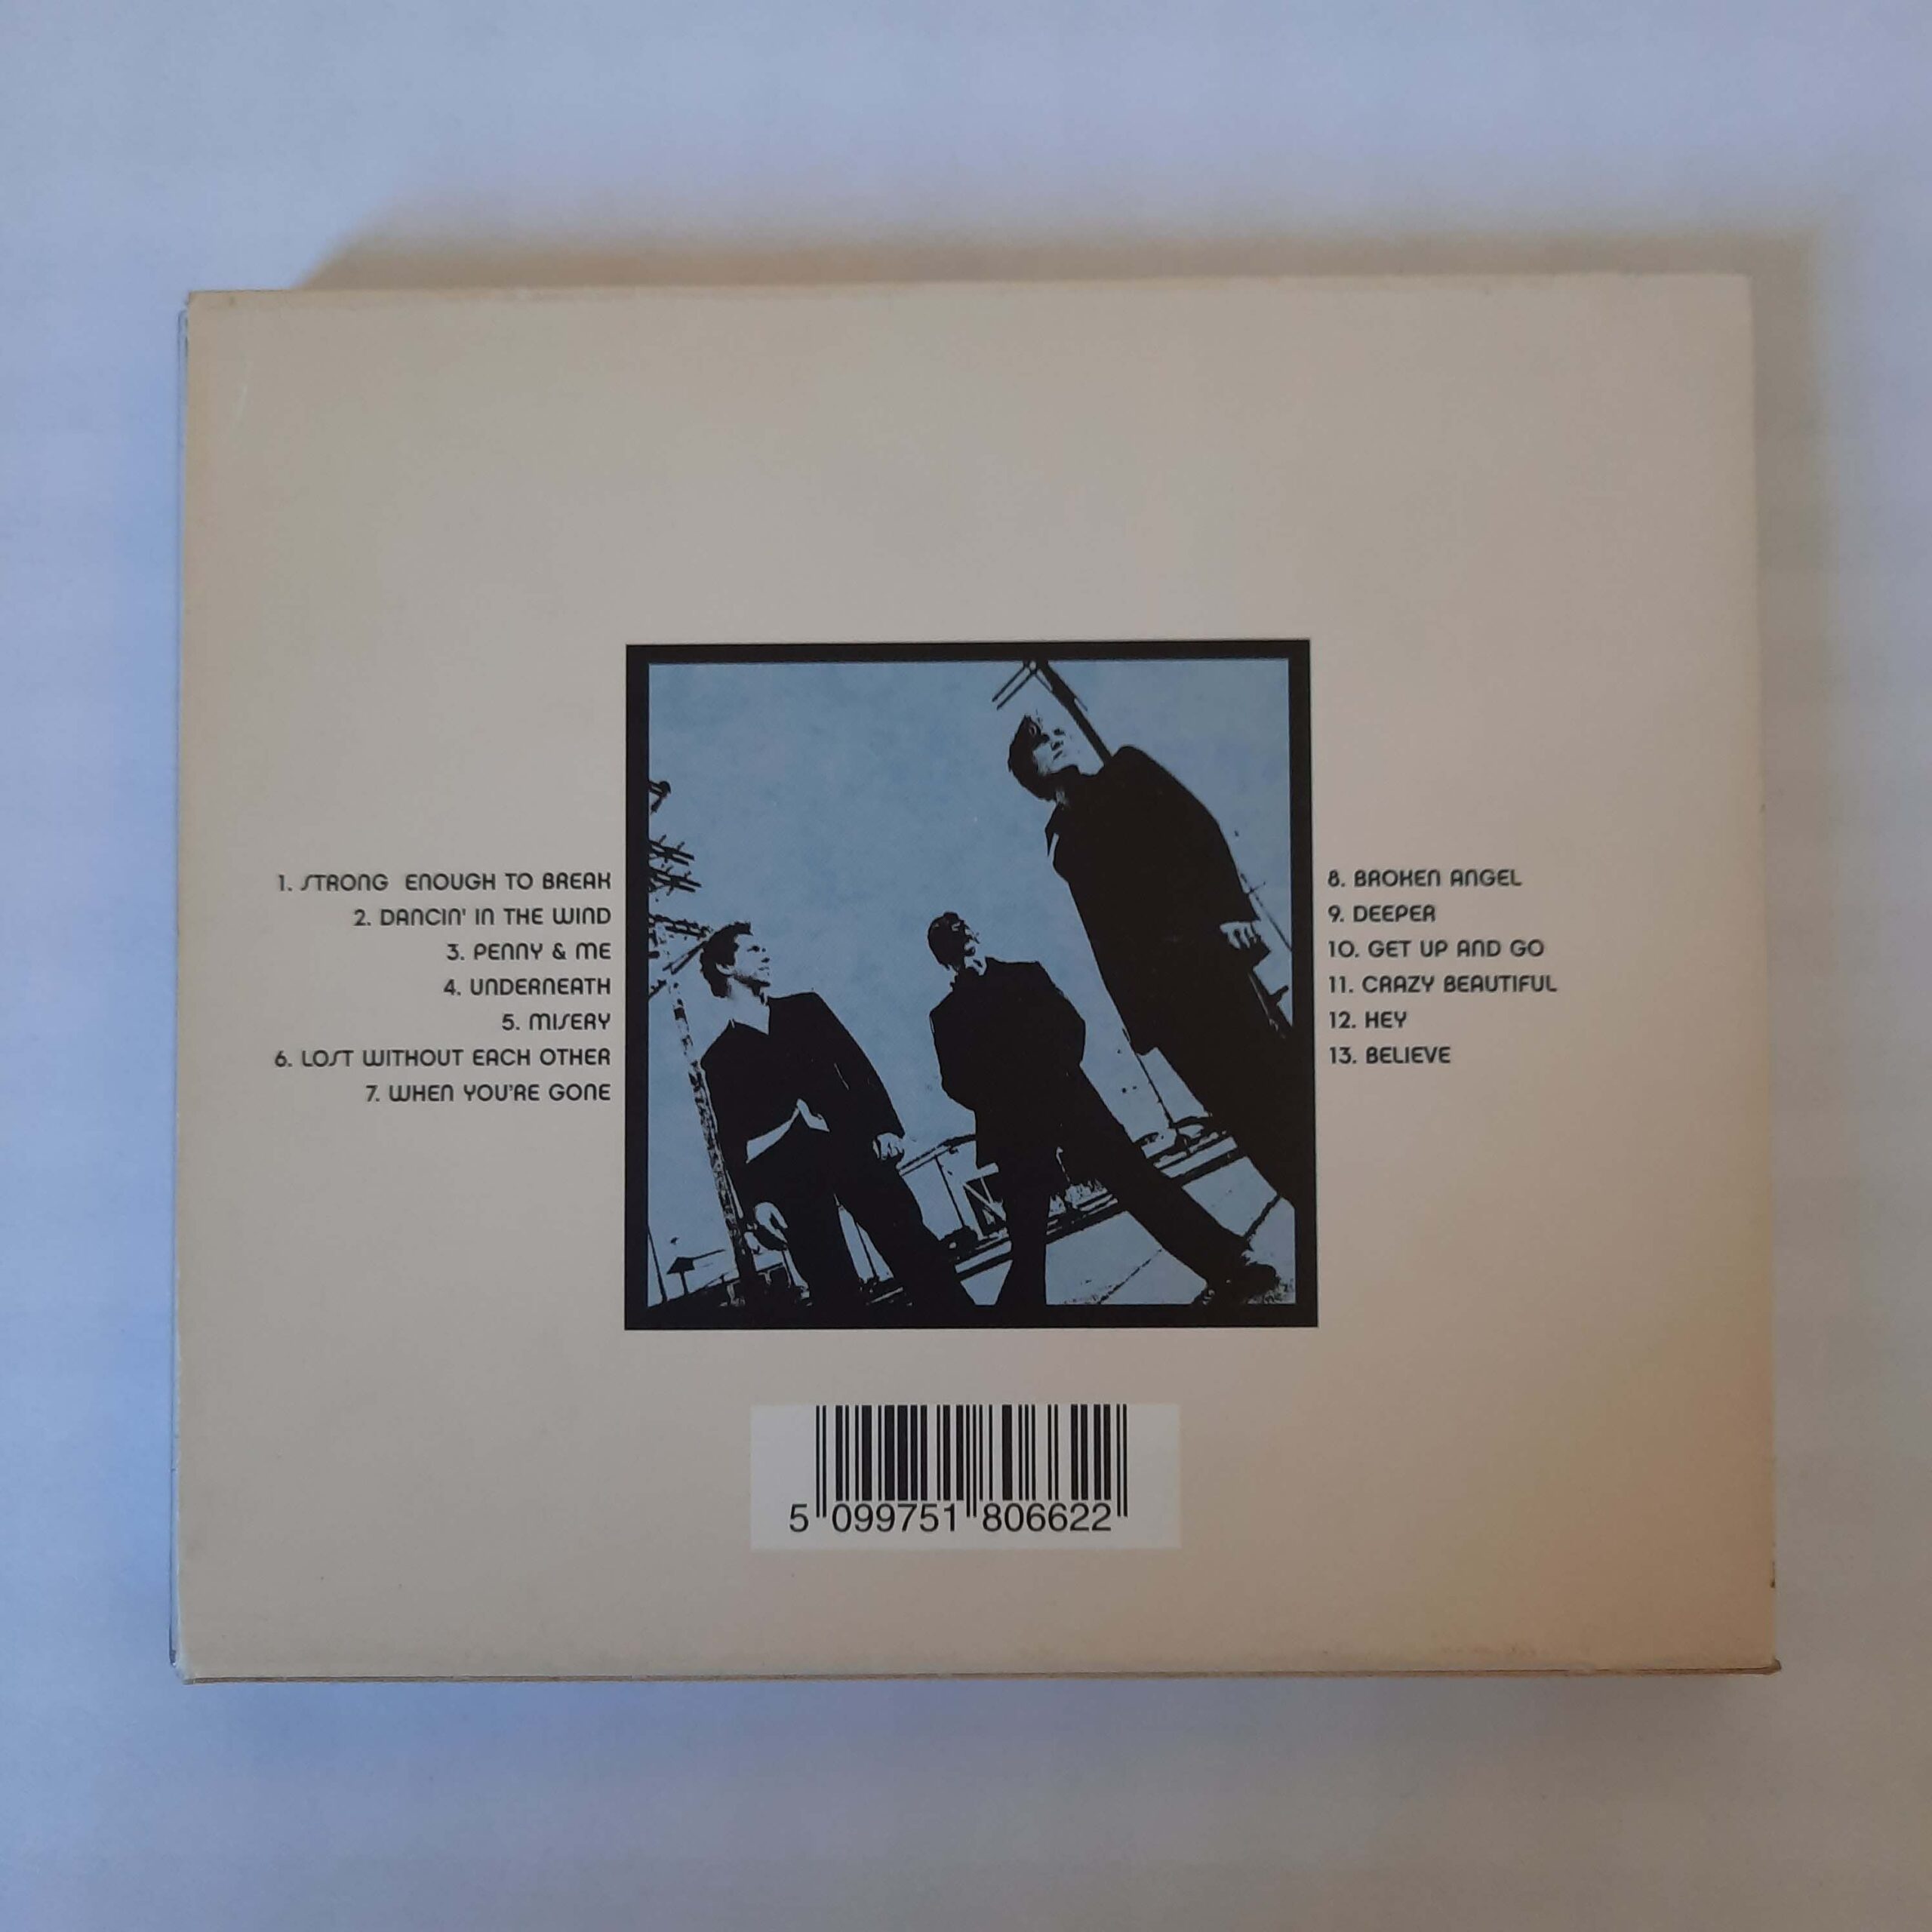 1. STRONG ENOUGH TO BREAK
2. DANCIN' IN THE WIND
3. PENNY & ME
4. UNDERNEATH
5. MISERY
6. LOST WITHOUT EACH OTHER
7. WHEN YOU'RE GONE
8. BROKEN ANGEL
9. DEEPER
10. GET UP AND GO
11. CRAZY BEAUTIFUL
12. HEY
13. BELIEVE
5 099751 806622